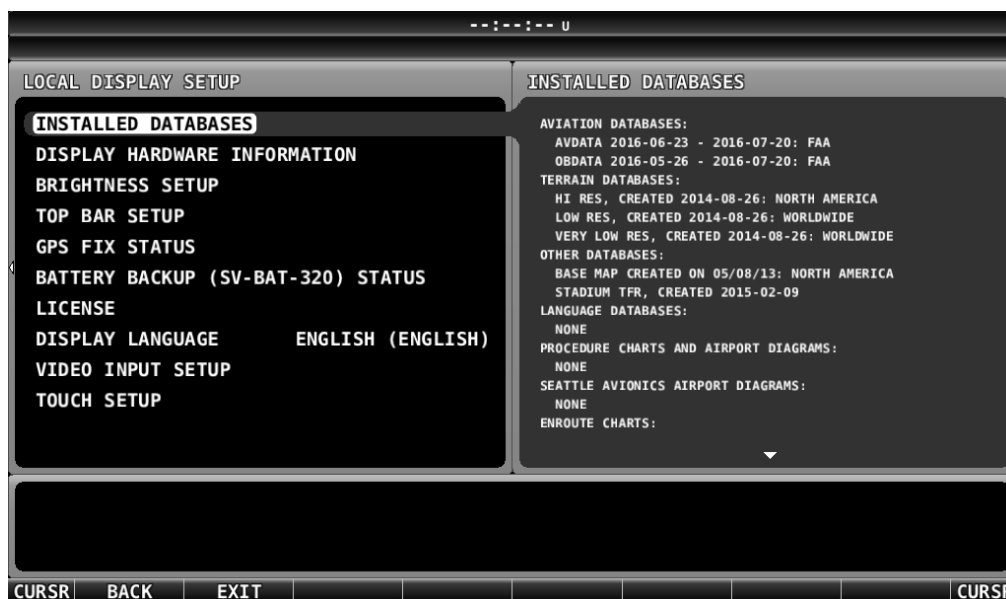 --:--:-- U
LOCAL DISPLAY SETUP
INSTALLED DATABASES
DISPLAY HARDWARE INFORMATION
BRIGHTNESS SETUP
TOP BAR SETUP
GPS FIX STATUS
BATTERY BACKUP (SV-BAT-320) STATUS
LICENSE
DISPLAY LANGUAGE ENGLISH (ENGLISH)
VIDEO INPUT SETUP
TOUCH SETUP
INSTALLED DATABASES
AVIATION DATABASES:
AVDATA 2016-06-23 - 2016-07-20: FAA
OBDATA 2016-05-26 - 2016-07-20: FAA
TERRAIN DATABASES:
HI RES, CREATED 2014-08-26: NORTH AMERICA
LOW RES, CREATED 2014-08-26: WORLDWIDE
VERY LOW RES, CREATED 2014-08-26: WORLDWIDE
OTHER DATABASES:
BASE MAP CREATED ON 05/08/13: NORTH AMERICA
STADIUM TFR, CREATED 2015-02-09
LANGUAGE DATABASES:
NONE
PROCEDURE CHARTS AND AIRPORT DIAGRAMS:
NONE
SEATTLE AVIONICS AIRPORT DIAGRAMS:
NONE
ENROUTE CHARTS:
CURSR BACK EXIT CURS